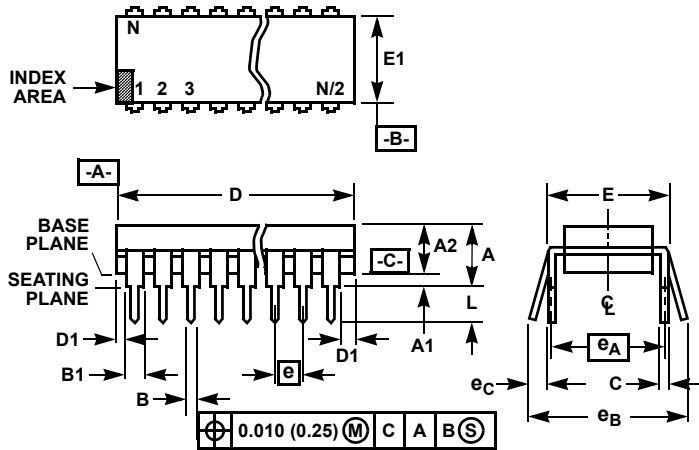 N
INDEX
AREA
1 2 3 N/2
E1
-B-
-A-
D
E
BASE
PLANE
A2
A
-C-
SEATING
PLANE
L
℄
D1
A1
D1
eA
B1
e
eC
C
B
eB
⌖ 0.010 (0.25) Ⓜ C A B Ⓢ